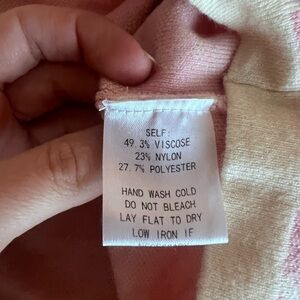 SELF:
49.3% VISCOSE
23% NYLON
27.7% POLYESTER
HAND WASH COLD
DO NOT BLEACH
LAY FLAT TO DRY
LOW IRON IF